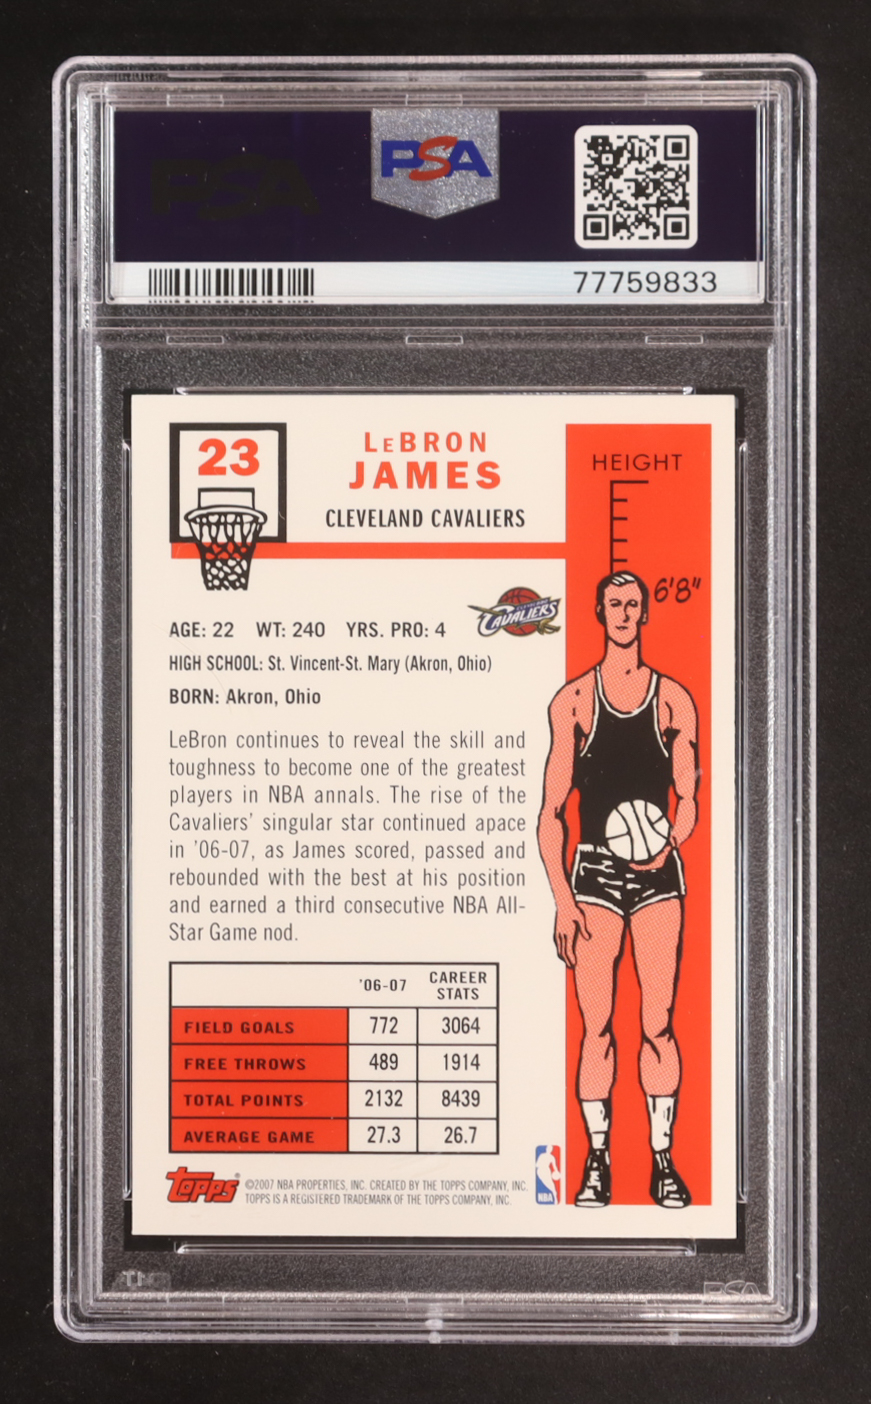 PSA
77759833
23
LeBRON
JAMES
CLEVELAND CAVALIERS
HEIGHT
6'8"
CAVALIERS
AGE: 22 WT: 240 YRS. PRO: 4
HIGH SCHOOL: St. Vincent-St. Mary (Akron, Ohio)
BORN: Akron, Ohio
LeBron continues to reveal the skill and
toughness to become one of the greatest
players in NBA annals. The rise of the
Cavaliers' singular star continued apace
in '06-07, as James scored, passed and
rebounded with the best at his position
and earned a third consecutive NBA All-
Star Game nod.
'06-07 CAREER STATS
FIELD GOALS 772 3064
FREE THROWS 489 1914
TOTAL POINTS 2132 8439
AVERAGE GAME 27.3 26.7
Topps® ©2007 NBA PROPERTIES, INC. CREATED BY THE TOPPS COMPANY, INC.
TOPPS IS A REGISTERED TRADEMARK OF THE TOPPS COMPANY, INC.
NBA
PSA